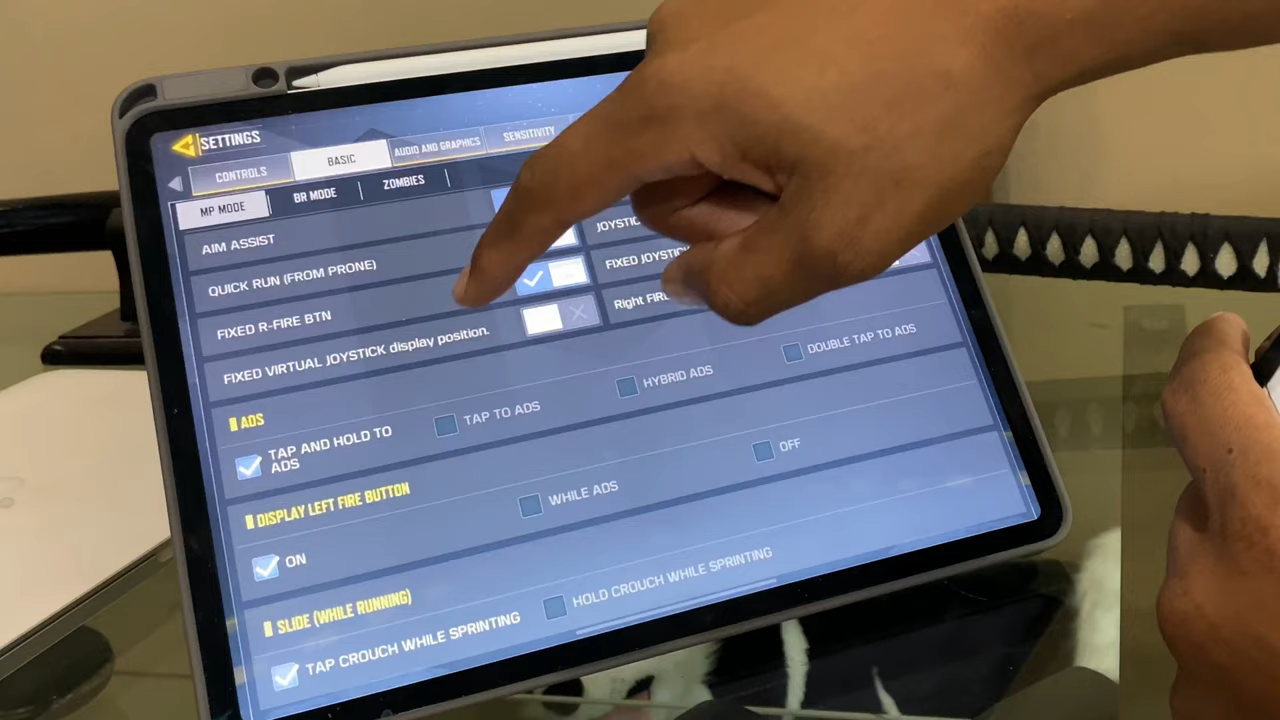 SETTINGS
CONTROLS BASIC AUDIO AND GRAPHICS SENSITIVITY
MP MODE BR MODE ZOMBIES
AIM ASSIST
QUICK RUN (FROM PRONE)
FIXED R-FIRE BTN
FIXED VIRTUAL JOYSTICK display position.
FIXED
Right
ADS
TAP AND HOLD TO ADS
TAP TO ADS
HYBRID ADS
DOUBLE TAP TO ADS
DISPLAY LEFT FIRE BUTTON
ON
WHILE ADS
OFF
SLIDE (WHILE RUNNING)
TAP CROUCH WHILE SPRINTING
HOLD CROUCH WHILE SPRINTING